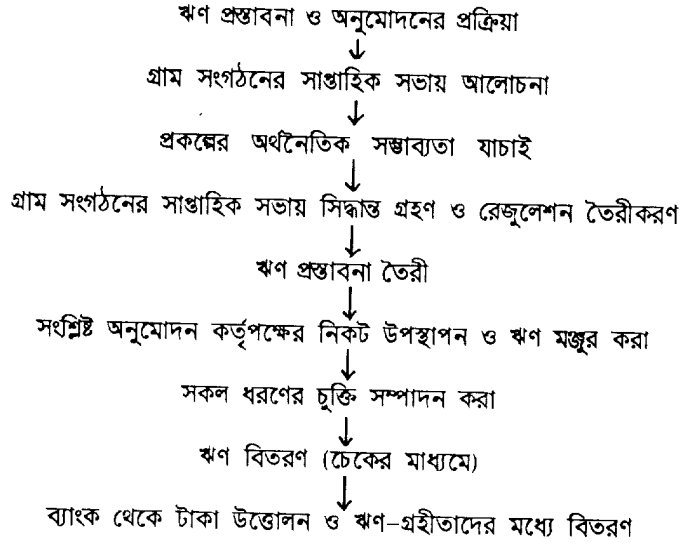 ঋণ প্রস্তাবনা ও অনুমোদনের প্রক্রিয়া
গ্রাম সংগঠনের সাপ্তাহিক সভায় আলোচনা
প্রকল্পের অর্থনৈতিক সম্ভাব্যতা যাচাই
গ্রাম সংগঠনের সাপ্তাহিক সভায় সিদ্ধান্ত গ্রহণ ও রেজুলেশন তৈরীকরণ
ঋণ প্রস্তাবনা তৈরী
সংশ্লিষ্ট অনুমোদন কর্তৃপক্ষের নিকট উপস্থাপন ও ঋণ মঞ্জুর করা
সকল ধরণের চুক্তি সম্পাদন করা
ঋণ বিতরণ (চেকের মাধ্যমে)
ব্যাংক থেকে টাকা উত্তোলন ও ঋণ-গ্রহীতাদের মধ্যে বিতরণ